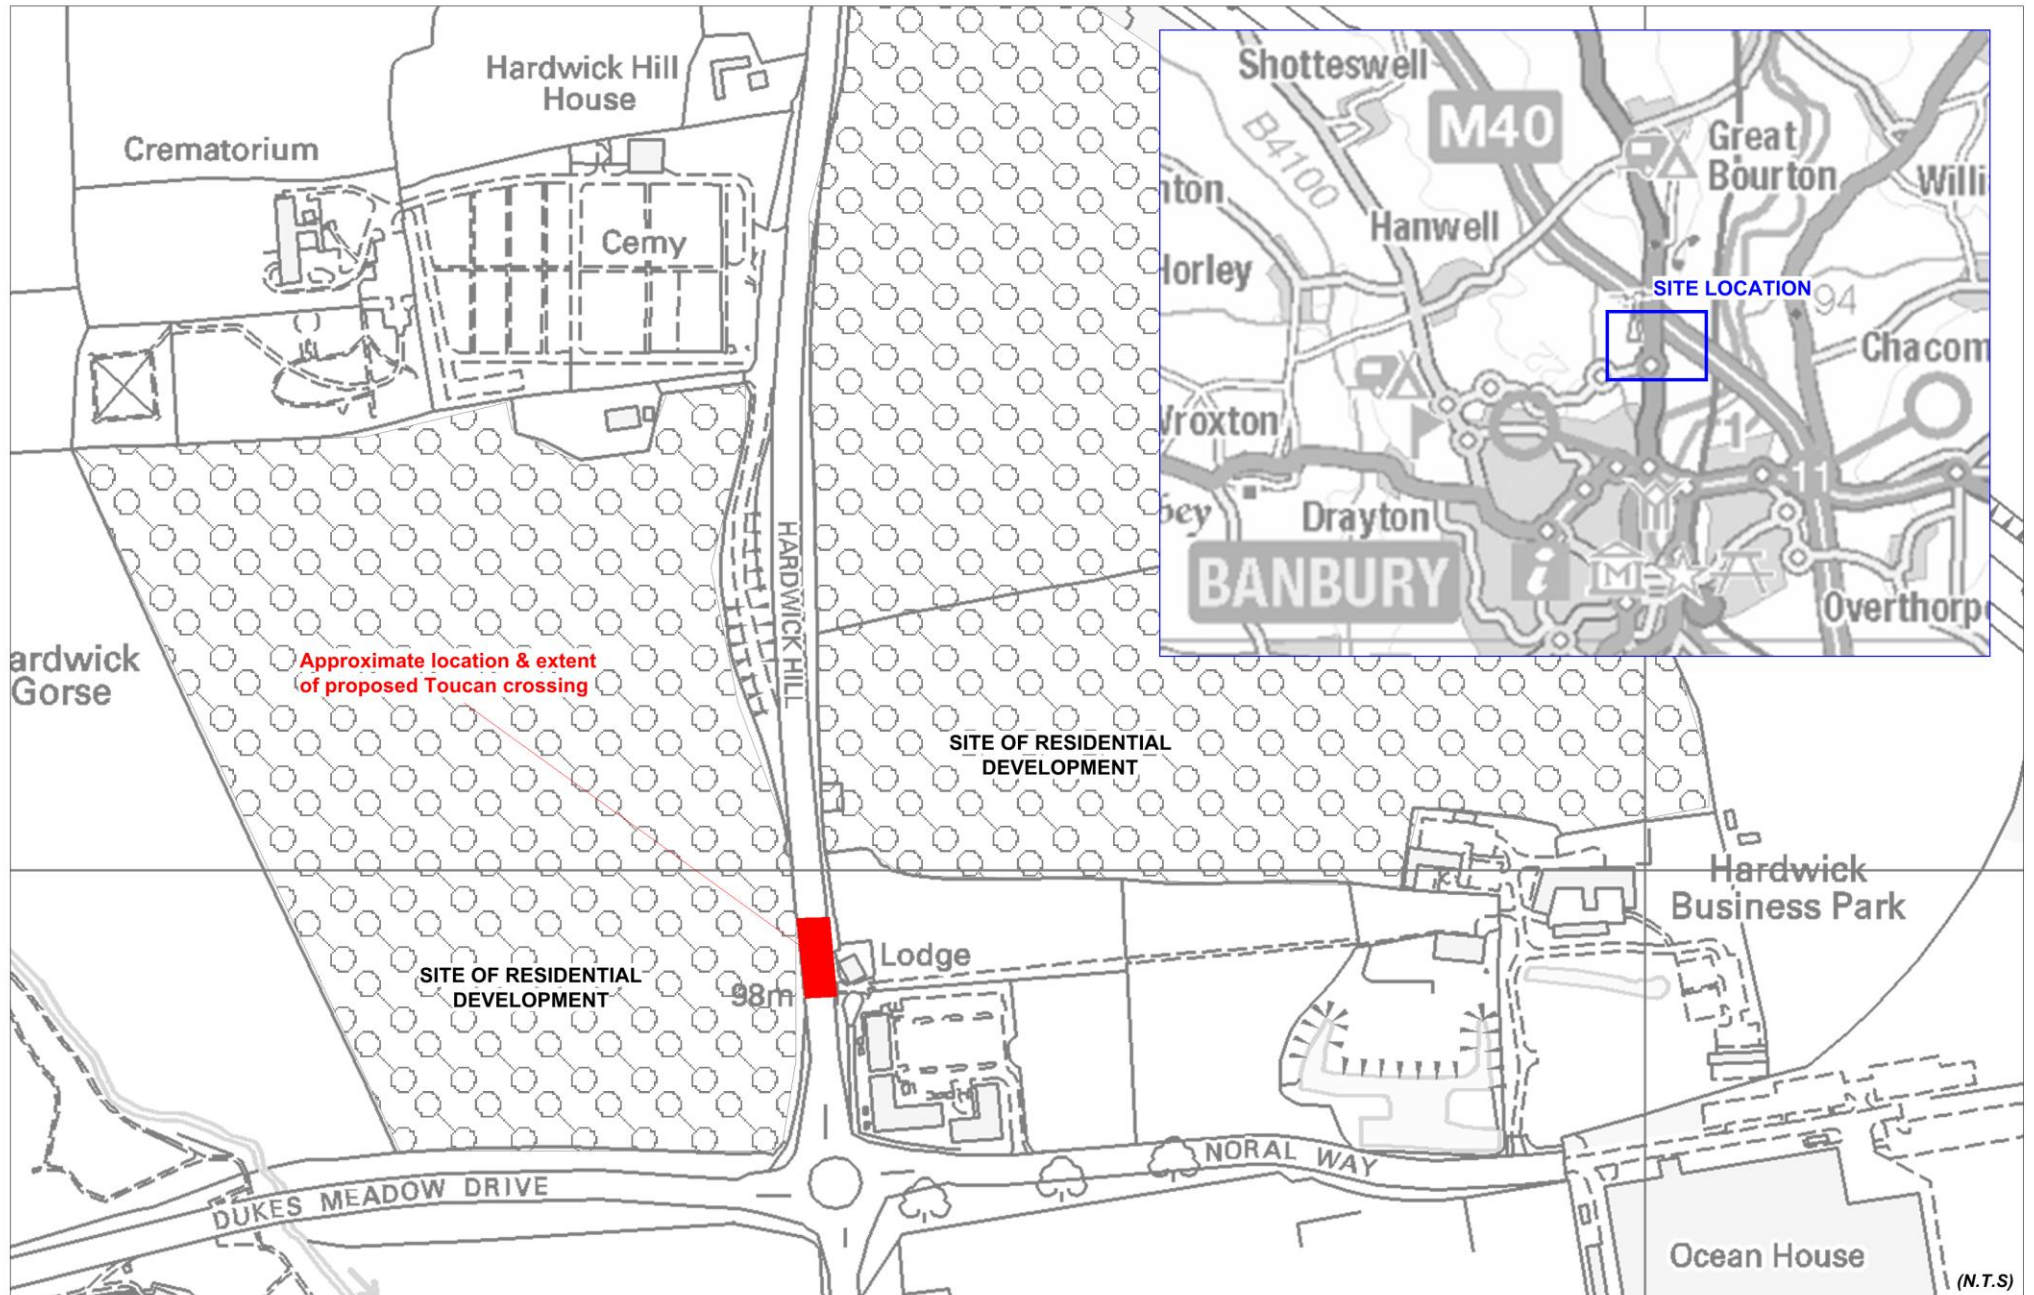 Hardwick Hill
House
Crematorium
Cemy
HARDWICK HILL
ardwick
Gorse
Approximate location & extent
of proposed Toucan crossing
SITE OF RESIDENTIAL
DEVELOPMENT
SITE OF RESIDENTIAL
DEVELOPMENT
98m
Lodge
Hardwick
Business Park
NORAL WAY
DUKES MEADOW DRIVE
Ocean House
(N.T.S)
Shotteswell
M40
B4100
Great
Bourton
Willi
nton
Hanwell
Horley
SITE LOCATION
94
Chacom
Wroxton
1
11
bey
Drayton
BANBURY
i
M
Overthorp